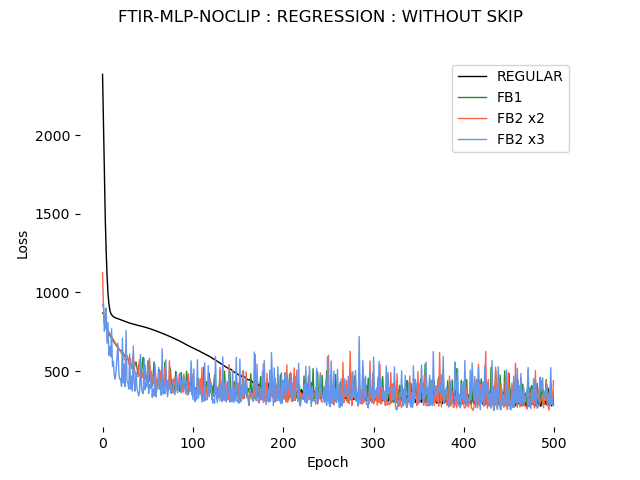 FTIR-MLP-NOCLIP : REGRESSION : WITHOUT SKIP
REGULAR
FB1
FB2 x2
FB2 x3
2000
1500
1000
500
Loss
0 100 200 300 400 500
Epoch